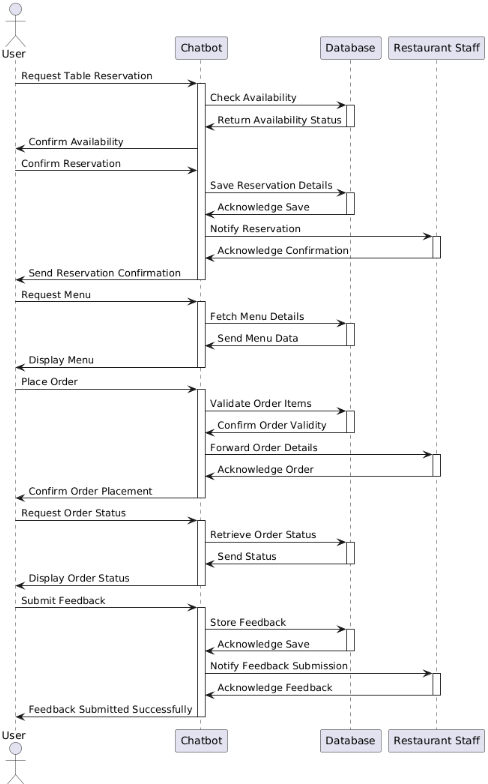 User
Chatbot
Database
Restaurant Staff
Request Table Reservation
Check Availability
Return Availability Status
Confirm Availability
Confirm Reservation
Save Reservation Details
Acknowledge Save
Notify Reservation
Acknowledge Confirmation
Send Reservation Confirmation
Request Menu
Fetch Menu Details
Send Menu Data
Display Menu
Place Order
Validate Order Items
Confirm Order Validity
Forward Order Details
Acknowledge Order
Confirm Order Placement
Request Order Status
Retrieve Order Status
Send Status
Display Order Status
Submit Feedback
Store Feedback
Acknowledge Save
Notify Feedback Submission
Acknowledge Feedback
Feedback Submitted Successfully
User
Chatbot
Database
Restaurant Staff